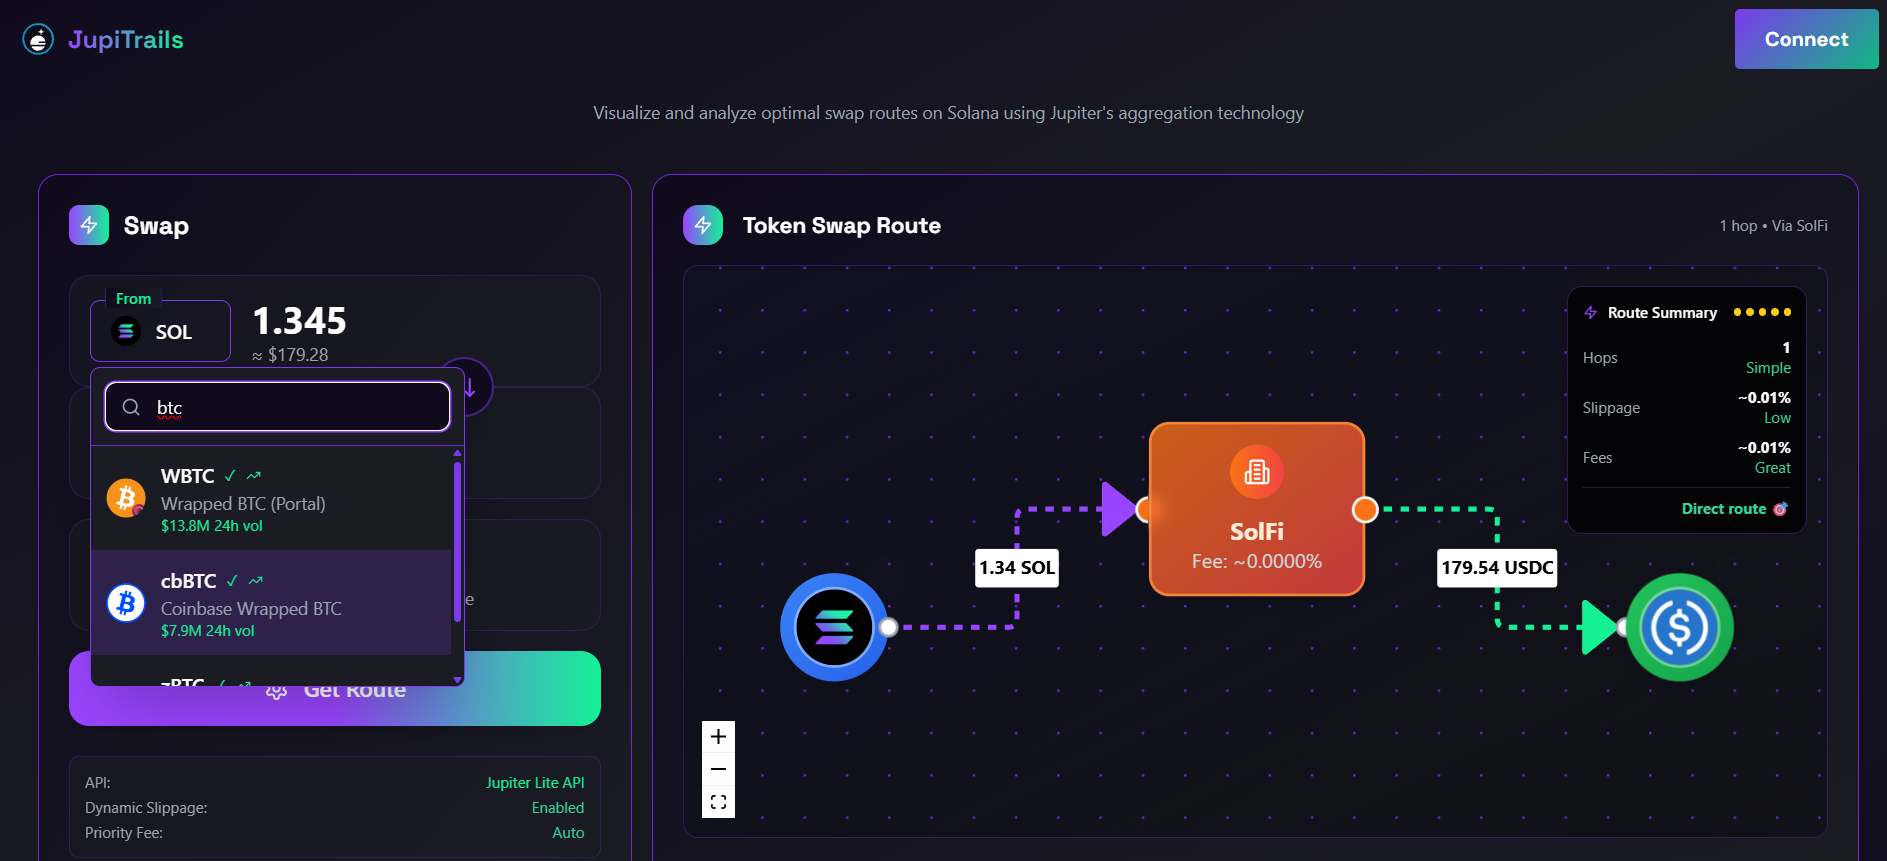 JupiTrails
Connect
Visualize and analyze optimal swap routes on Solana using Jupiter's aggregation technology
Swap
From
SOL
1.345
≈ $179.28
btc
WBTC ✓
Wrapped BTC (Portal)
$13.8M 24h vol
cbBTC ✓
Coinbase Wrapped BTC
$7.9M 24h vol
zBTC ✓
e
Get Route
API:
Jupiter Lite API
Dynamic Slippage:
Enabled
Priority Fee:
Auto
Token Swap Route
1 hop • Via SolFi
Route Summary
Hops
1
Simple
Slippage
~0.01%
Low
Fees
~0.01%
Great
Direct route 🎯
1.34 SOL
SolFi
Fee: ~0.0000%
179.54 USDC